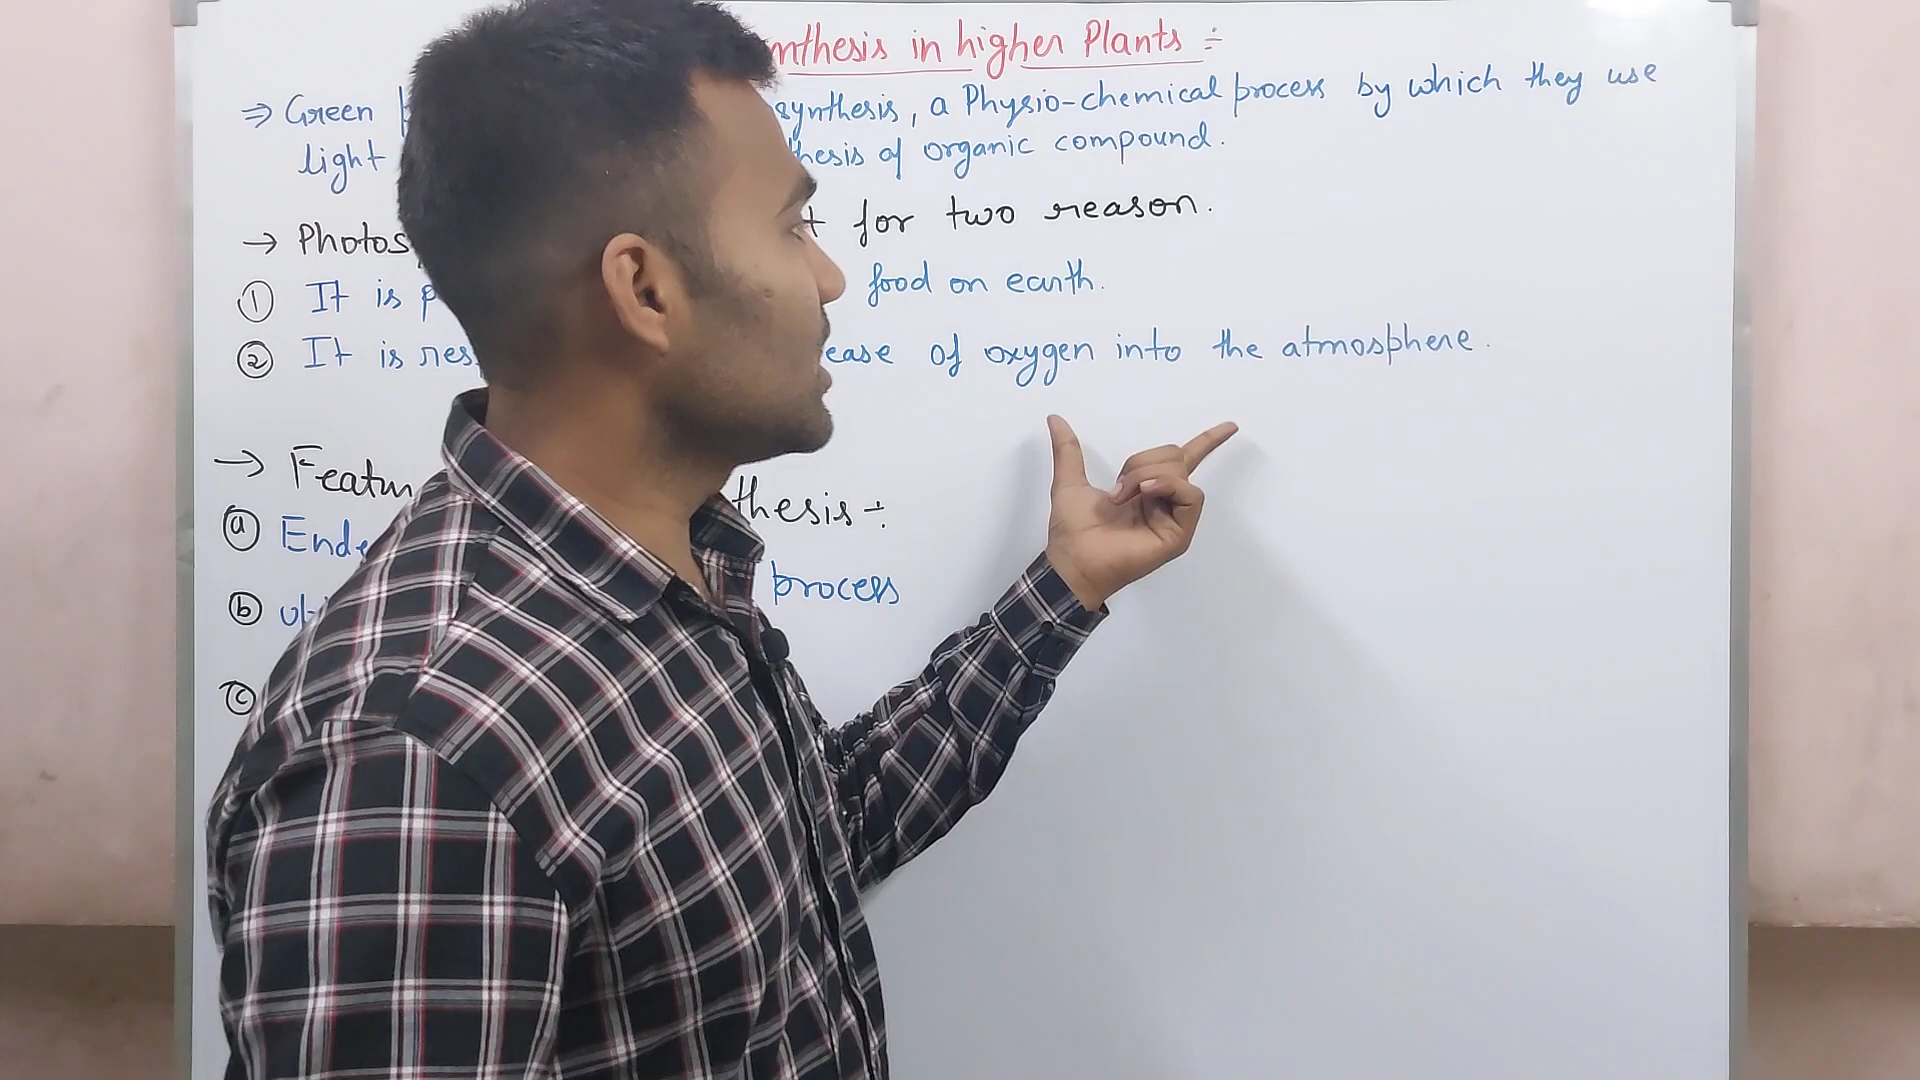 nthesis in higher Plants :-
⇒ Green synthesis, a Physio-chemical process by which they use
light hesis of organic compound.
→ Photos t for two reason.
① It is p food on earth.
② It is res ease of oxygen into the atmosphere.
→ Featu thesis :-
ⓐ Ende
ⓑ process
ⓒ